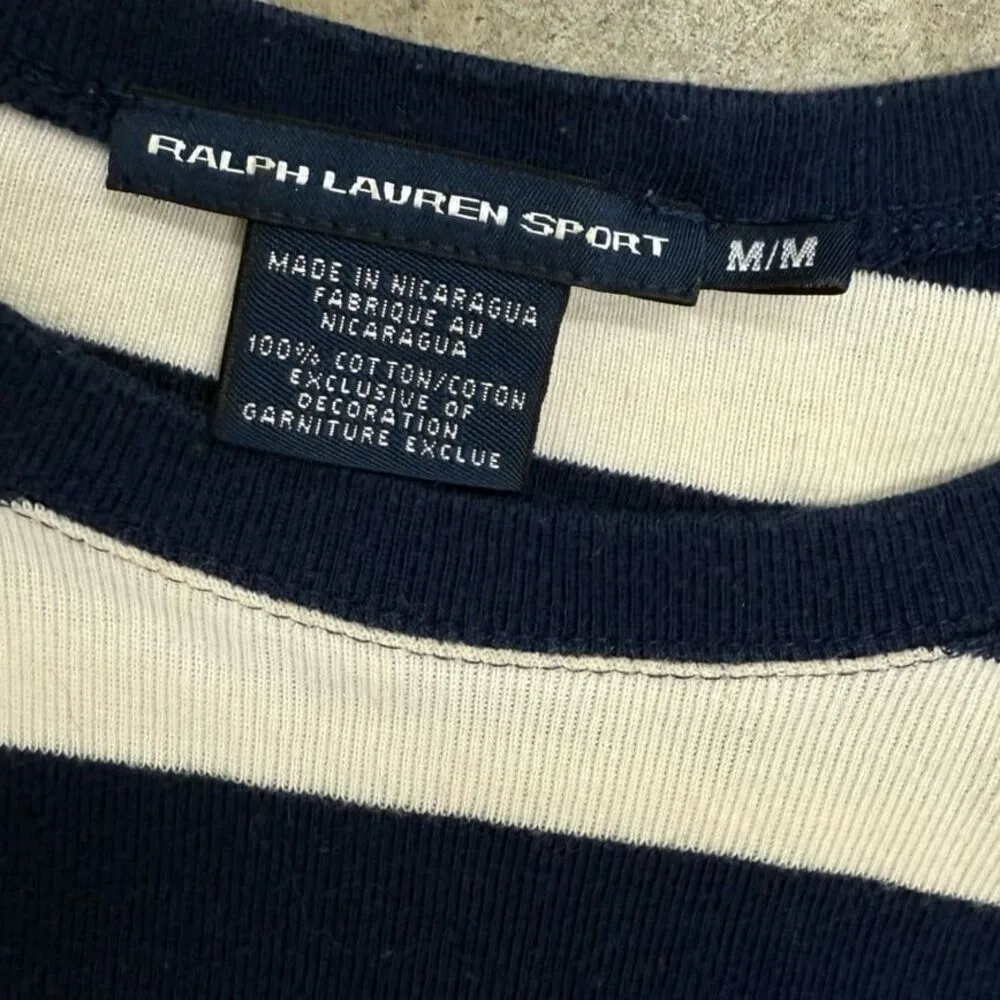 RALPH LAUREN SPORT
M/M
MADE IN NICARAGUA
FABRIQUE AU
NICARAGUA
100% COTTON/COTON
EXCLUSIVE OF
DECORATION
GARNITURE EXCLUE